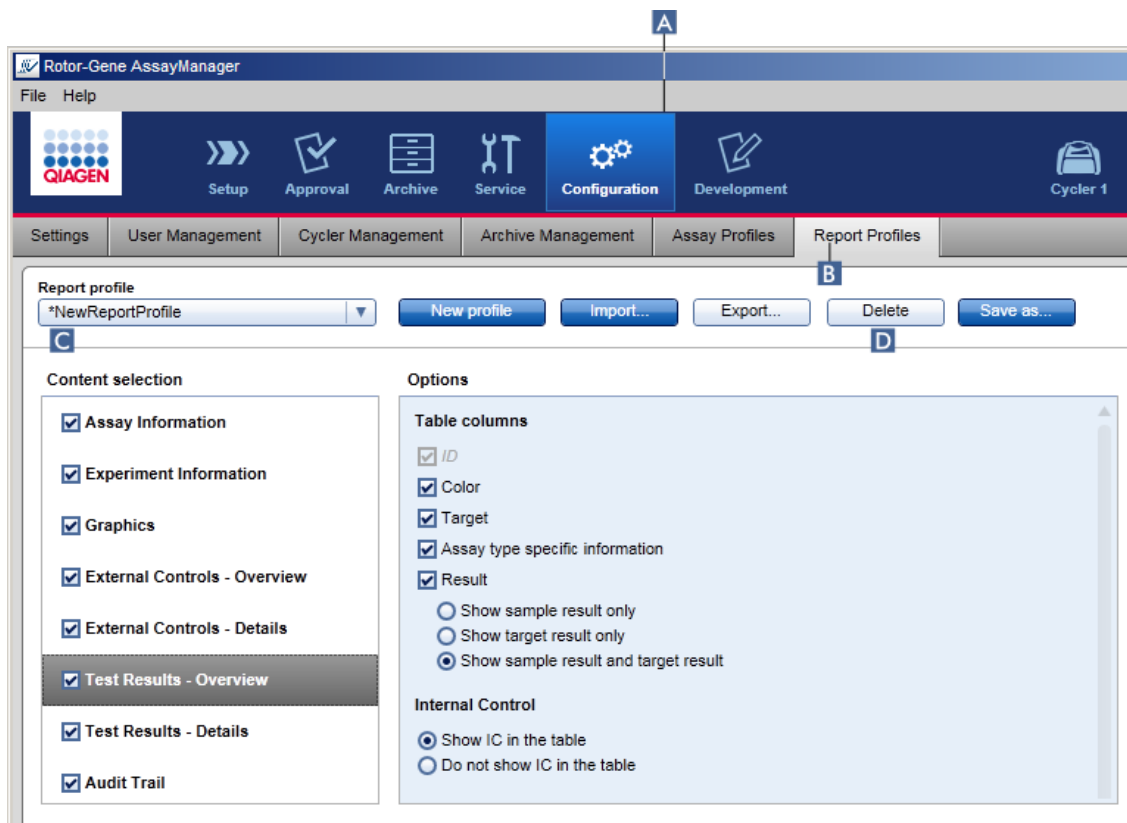 A
Rotor-Gene AssayManager
File Help
QIAGEN
Setup Approval Archive Service Configuration Development Cycler 1
Settings User Management Cycler Management Archive Management Assay Profiles Report Profiles
B
Report profile
*NewReportProfile New profile Import... Export... Delete Save as...
C D
Content selection Options
Assay Information
Experiment Information
Graphics
External Controls - Overview
External Controls - Details
Test Results - Overview
Test Results - Details
Audit Trail
Table columns
ID
Color
Target
Assay type specific information
Result
Show sample result only
Show target result only
Show sample result and target result
Internal Control
Show IC in the table
Do not show IC in the table